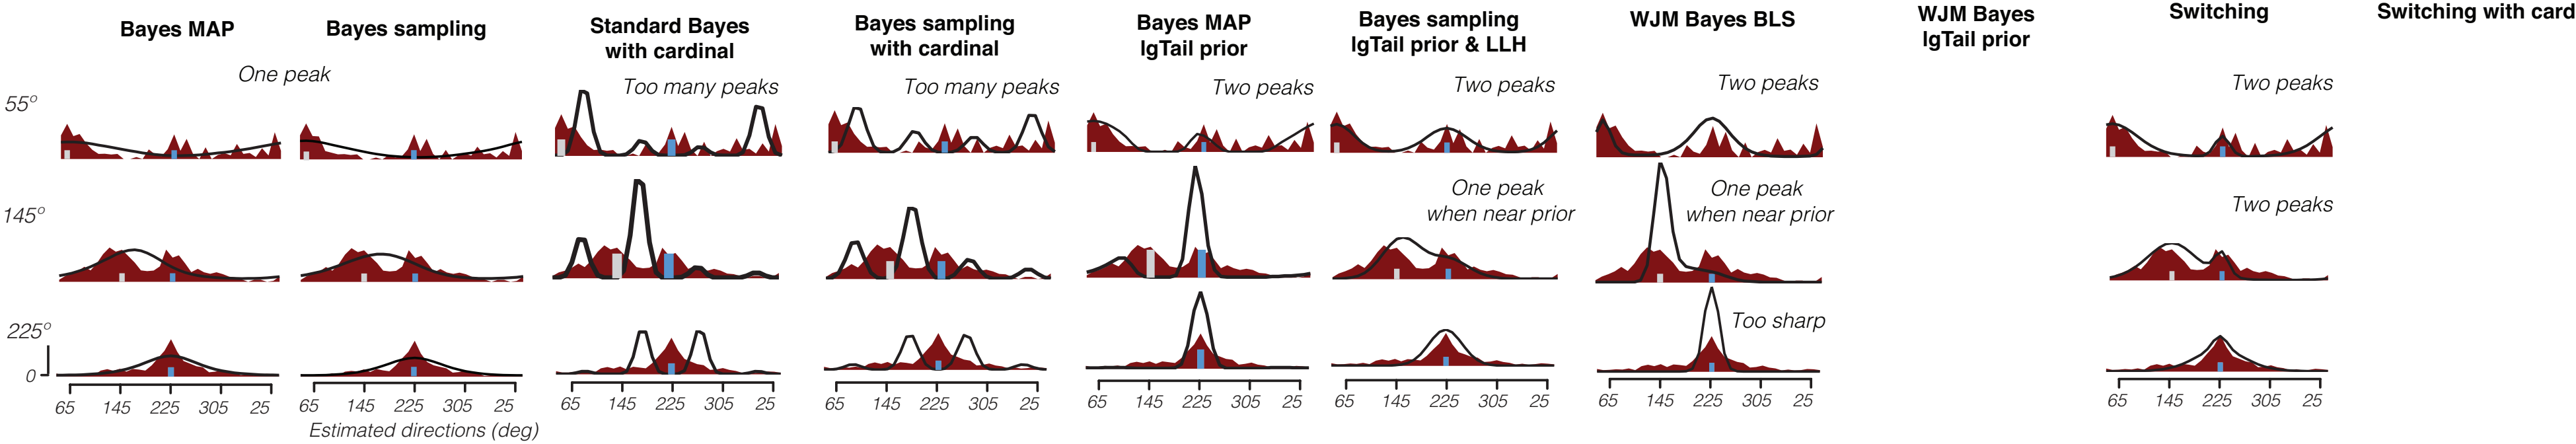 Bayes MAP
Bayes sampling
Standard Bayes
with cardinal
Bayes sampling
with cardinal
Bayes MAP
lgTail prior
Bayes sampling
lgTail prior & LLH
WJM Bayes BLS
WJM Bayes
lgTail prior
Switching
Switching with card
One peak
Too many peaks
Too many peaks
Two peaks
Two peaks
Two peaks
Two peaks
55º
145º
One peak
when near prior
One peak
when near prior
Two peaks
225º
0
Too sharp
65 145 225 305 25
65 145 225 305 25
65 145 225 305 25
65 145 225 305 25
65 145 225 305 25
65 145 225 305 25
65 145 225 305 25
65 145 225 305 25
Estimated directions (deg)